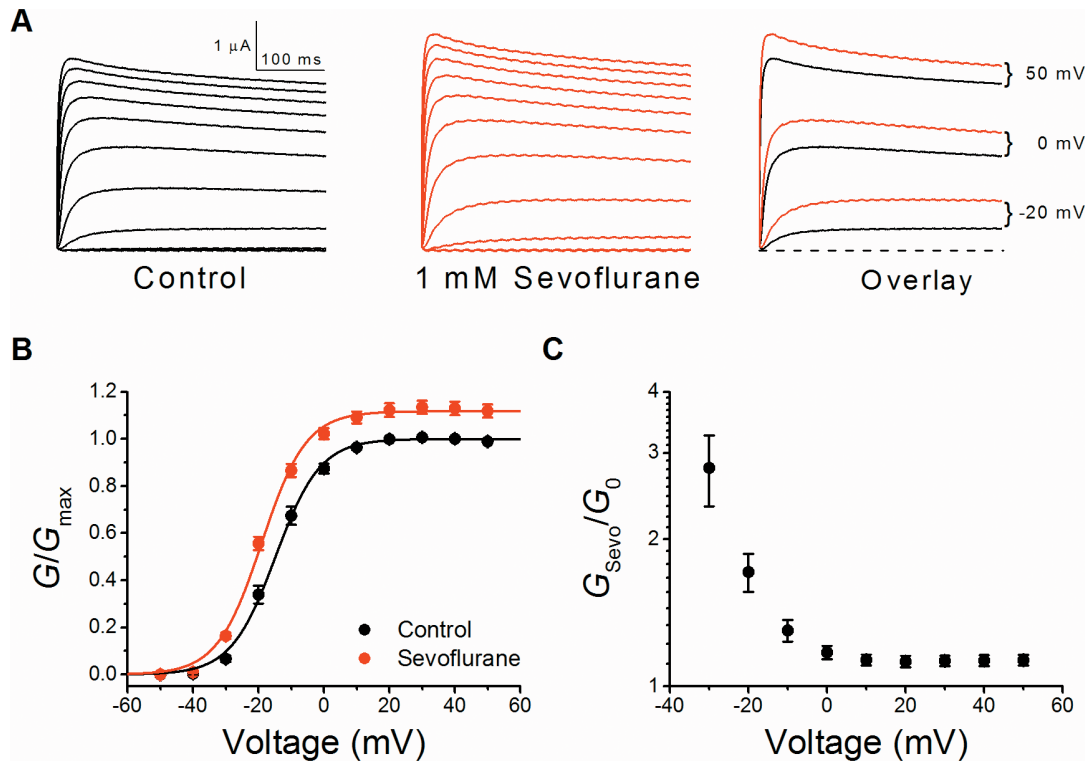 A
1 µA
100 ms
50 mV
0 mV
-20 mV
Control
1 mM Sevoflurane
Overlay
B
1.2
1.0
0.8
0.6
0.4
0.2
0.0
G/Gmax
Control
Sevoflurane
-60 -40 -20 0 20 40 60
Voltage (mV)
C
4
3
2
1
GSevo/G0
-40 -20 0 20 40 60
Voltage (mV)